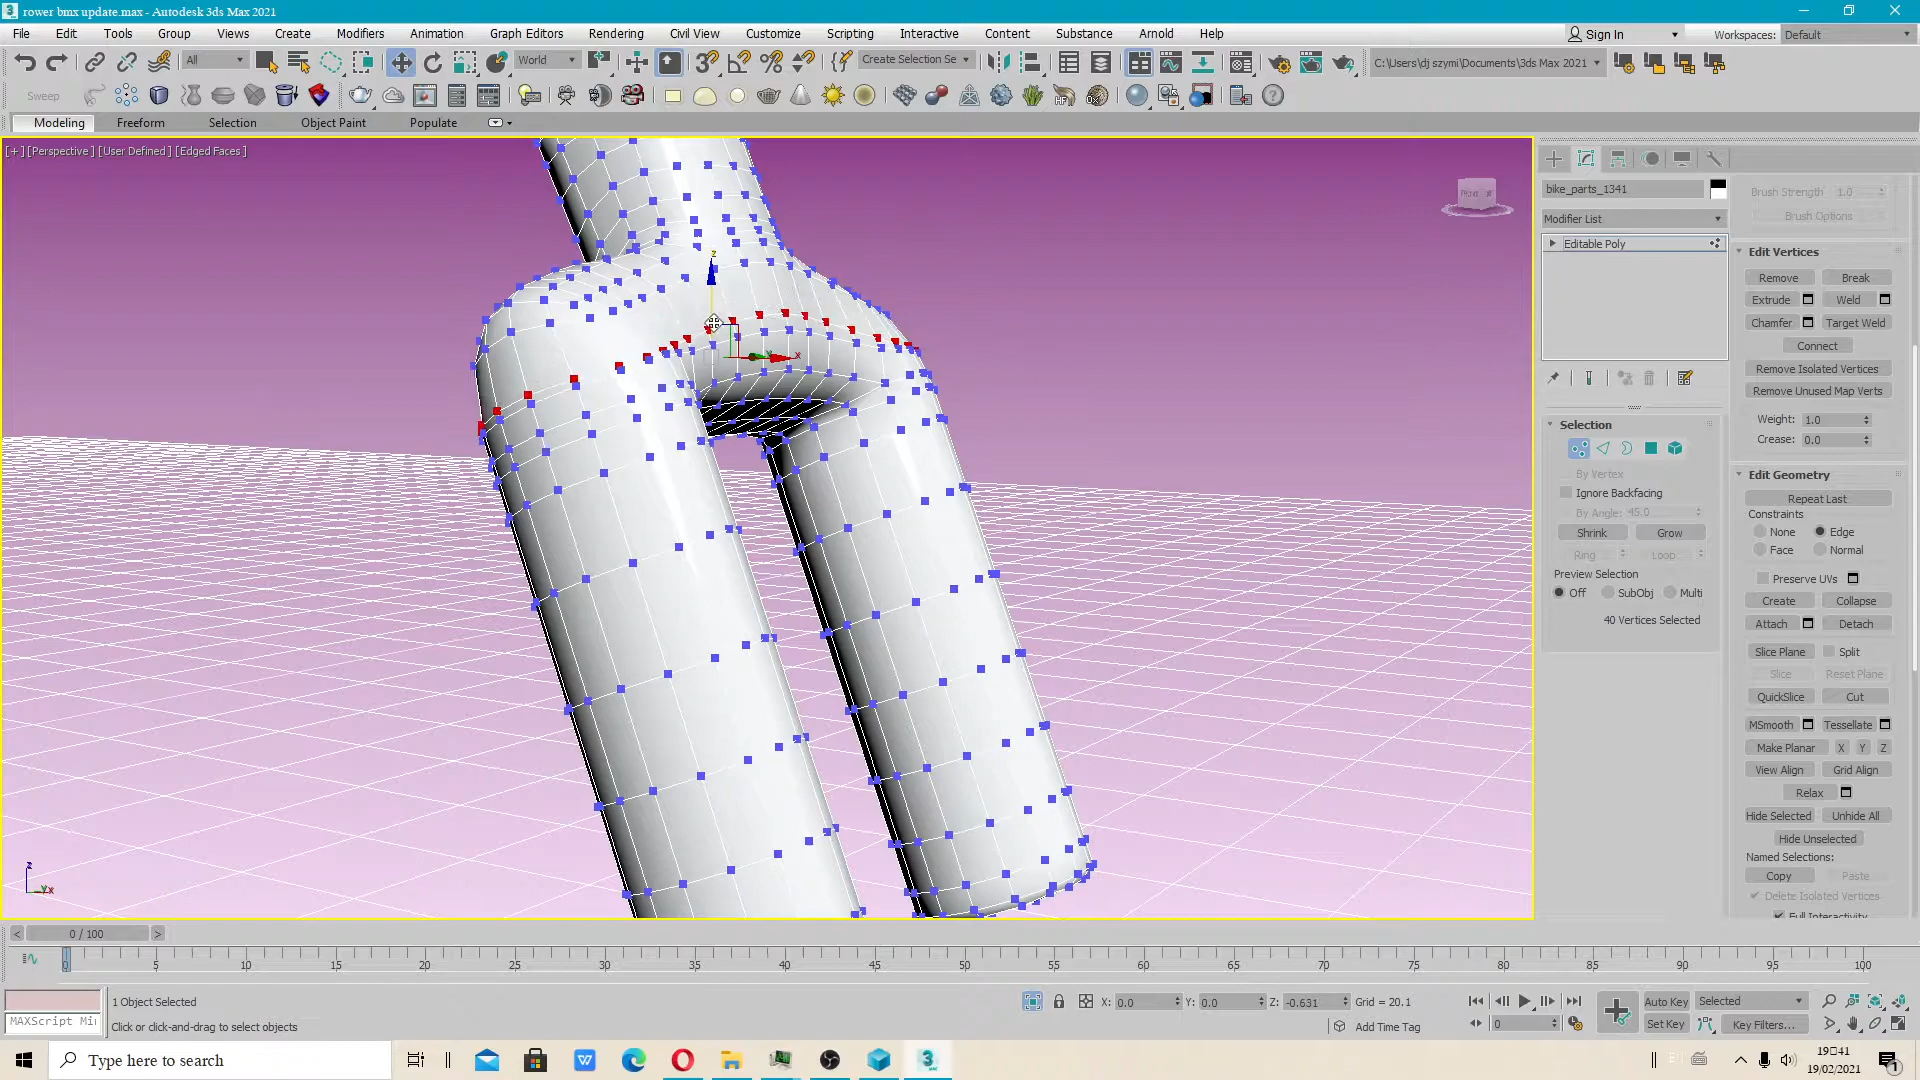 rower bmx update.max - Autodesk 3ds Max 2021
File Edit Tools Group Views Create Modifiers Animation Graph Editors Rendering Civil View Customize Scripting Interactive Content Substance Arnold Help
Sign In Workspaces: Default
All World Create Selection Se C:\Users\dj szymi\Documents\3ds Max 2021
Sweep
Modeling Freeform Selection Object Paint Populate
[+] [Perspective] [User Defined] [Edged Faces]
bike_parts_1341
Modifier List
Editable Poly
Selection
By Vertex
Ignore Backfacing
By Angle: 45.0
Shrink Grow
Ring Loop
Preview Selection
Off SubObj Multi
40 Vertices Selected
Brush Strength 1.0
Brush Options
Edit Vertices
Remove Break
Extrude Weld
Chamfer Target Weld
Connect
Remove Isolated Vertices
Remove Unused Map Verts
Weight: 1.0
Crease: 0.0
Edit Geometry
Repeat Last
Constraints
None Edge
Face Normal
Preserve UVs
Create Collapse
Attach Detach
Slice Plane Split
Slice Reset Plane
QuickSlice Cut
MSmooth Tessellate
Make Planar X Y Z
View Align Grid Align
Relax
Hide Selected Unhide All
Hide Unselected
Named Selections:
Copy Paste
Delete Isolated Vertices
Full Interactivity
0 / 100
0 5 10 15 20 25 30 35 40 45 50 55 60 65 70 75 80 85 90 95 100
1 Object Selected X: 0.0 Y: 0.0 Z: -0.631 Grid = 20.1 Auto Key Selected
MAXScript Mi Click or click-and-drag to select objects Add Time Tag 0 Set Key Key Filters...
Type here to search
19:41
19/02/2021